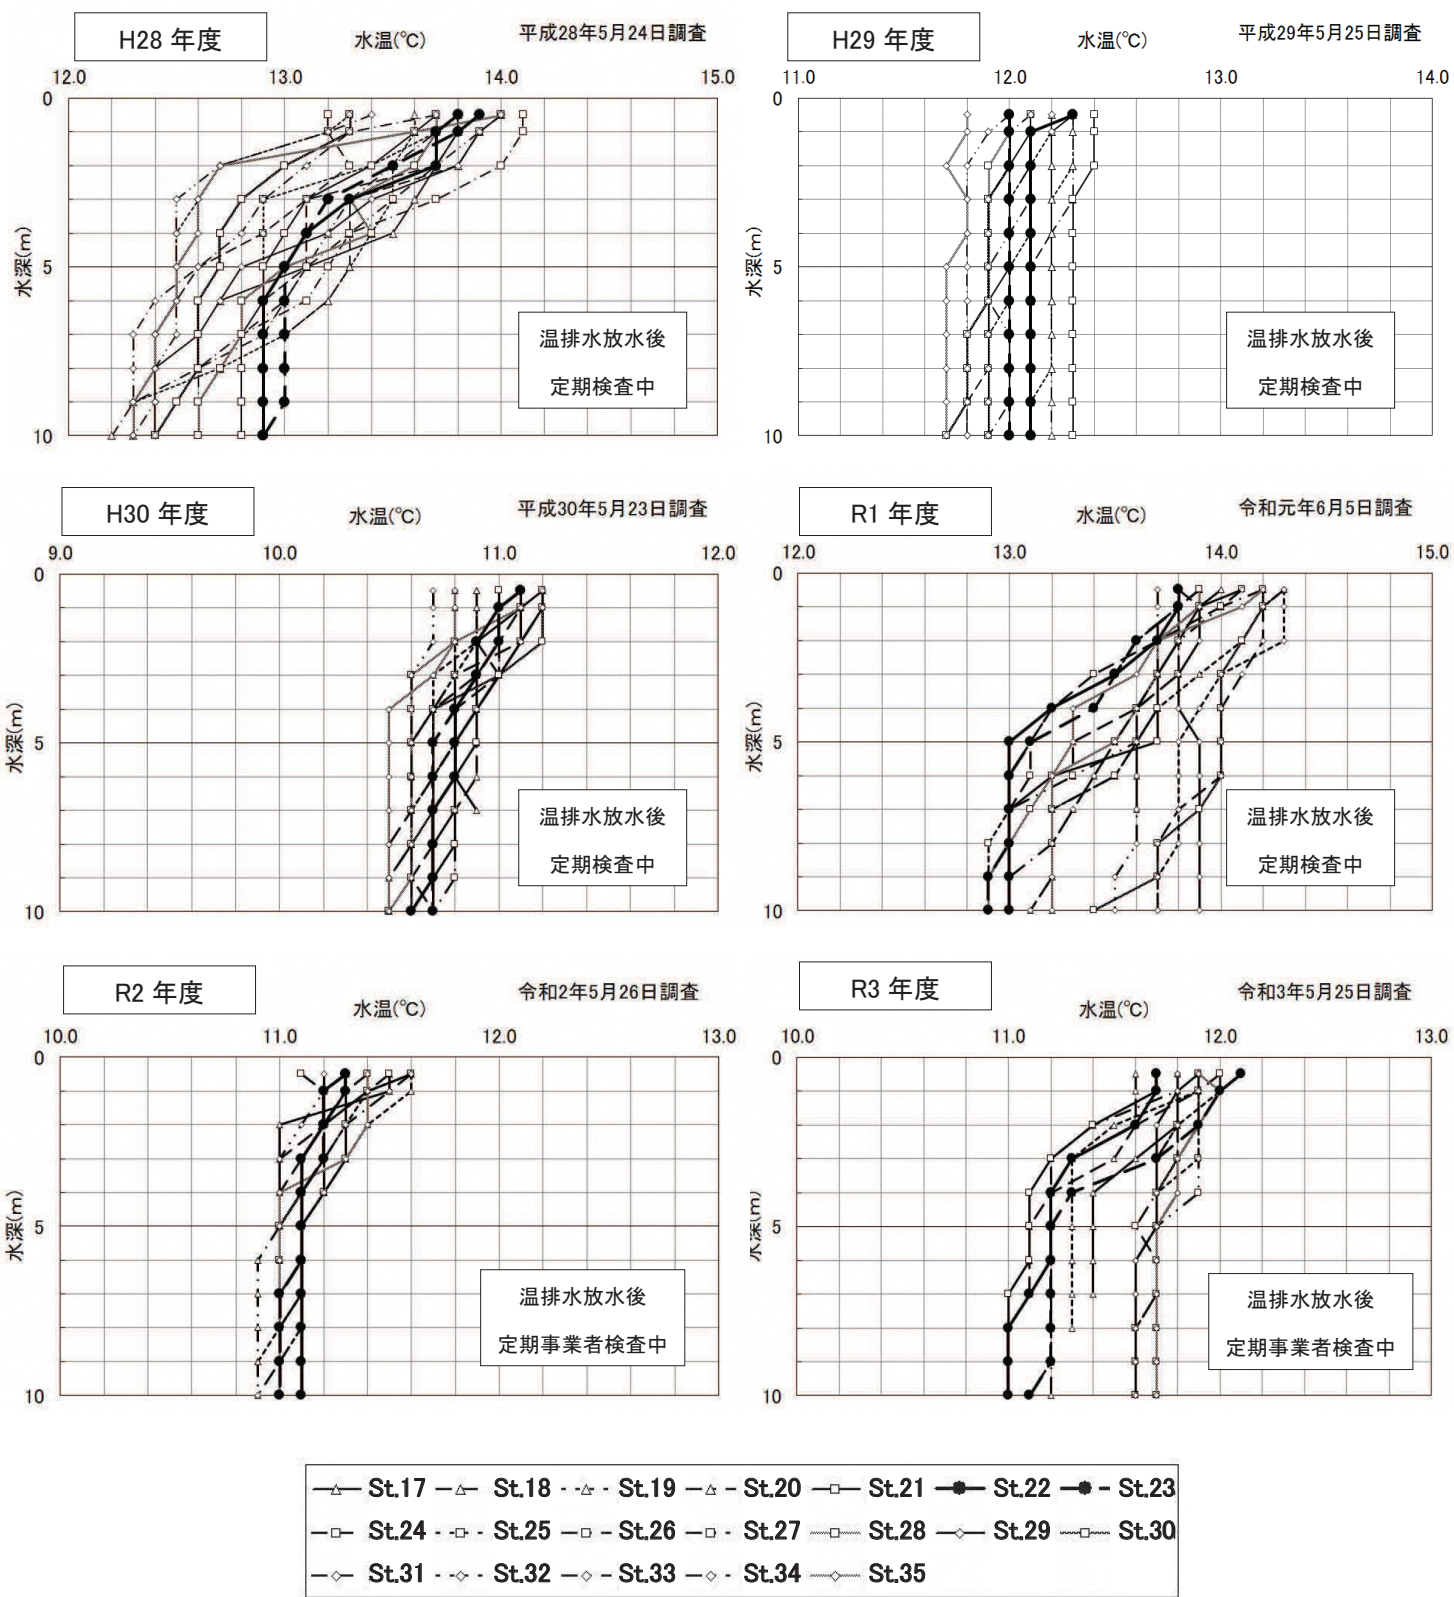 H28 年度
水温(℃)
平成28年5月24日調査
12.0 13.0 14.0 15.0
0
5
10
水深(m)
温排水放水後
定期検査中
H29 年度
水温(℃)
平成29年5月25日調査
11.0 12.0 13.0 14.0
0
5
10
水深(m)
温排水放水後
定期検査中
H30 年度
水温(℃)
平成30年5月23日調査
9.0 10.0 11.0 12.0
0
5
10
水深(m)
温排水放水後
定期検査中
R1 年度
水温(℃)
令和元年6月5日調査
12.0 13.0 14.0 15.0
0
5
10
水深(m)
温排水放水後
定期検査中
R2 年度
水温(℃)
令和2年5月26日調査
10.0 11.0 12.0 13.0
0
5
10
水深(m)
温排水放水後
定期事業者検査中
R3 年度
水温(℃)
令和3年5月25日調査
10.0 11.0 12.0 13.0
0
5
10
水深(m)
温排水放水後
定期事業者検査中
St.17 St.18 St.19 St.20 St.21 St.22 St.23
St.24 St.25 St.26 St.27 St.28 St.29 St.30
St.31 St.32 St.33 St.34 St.35